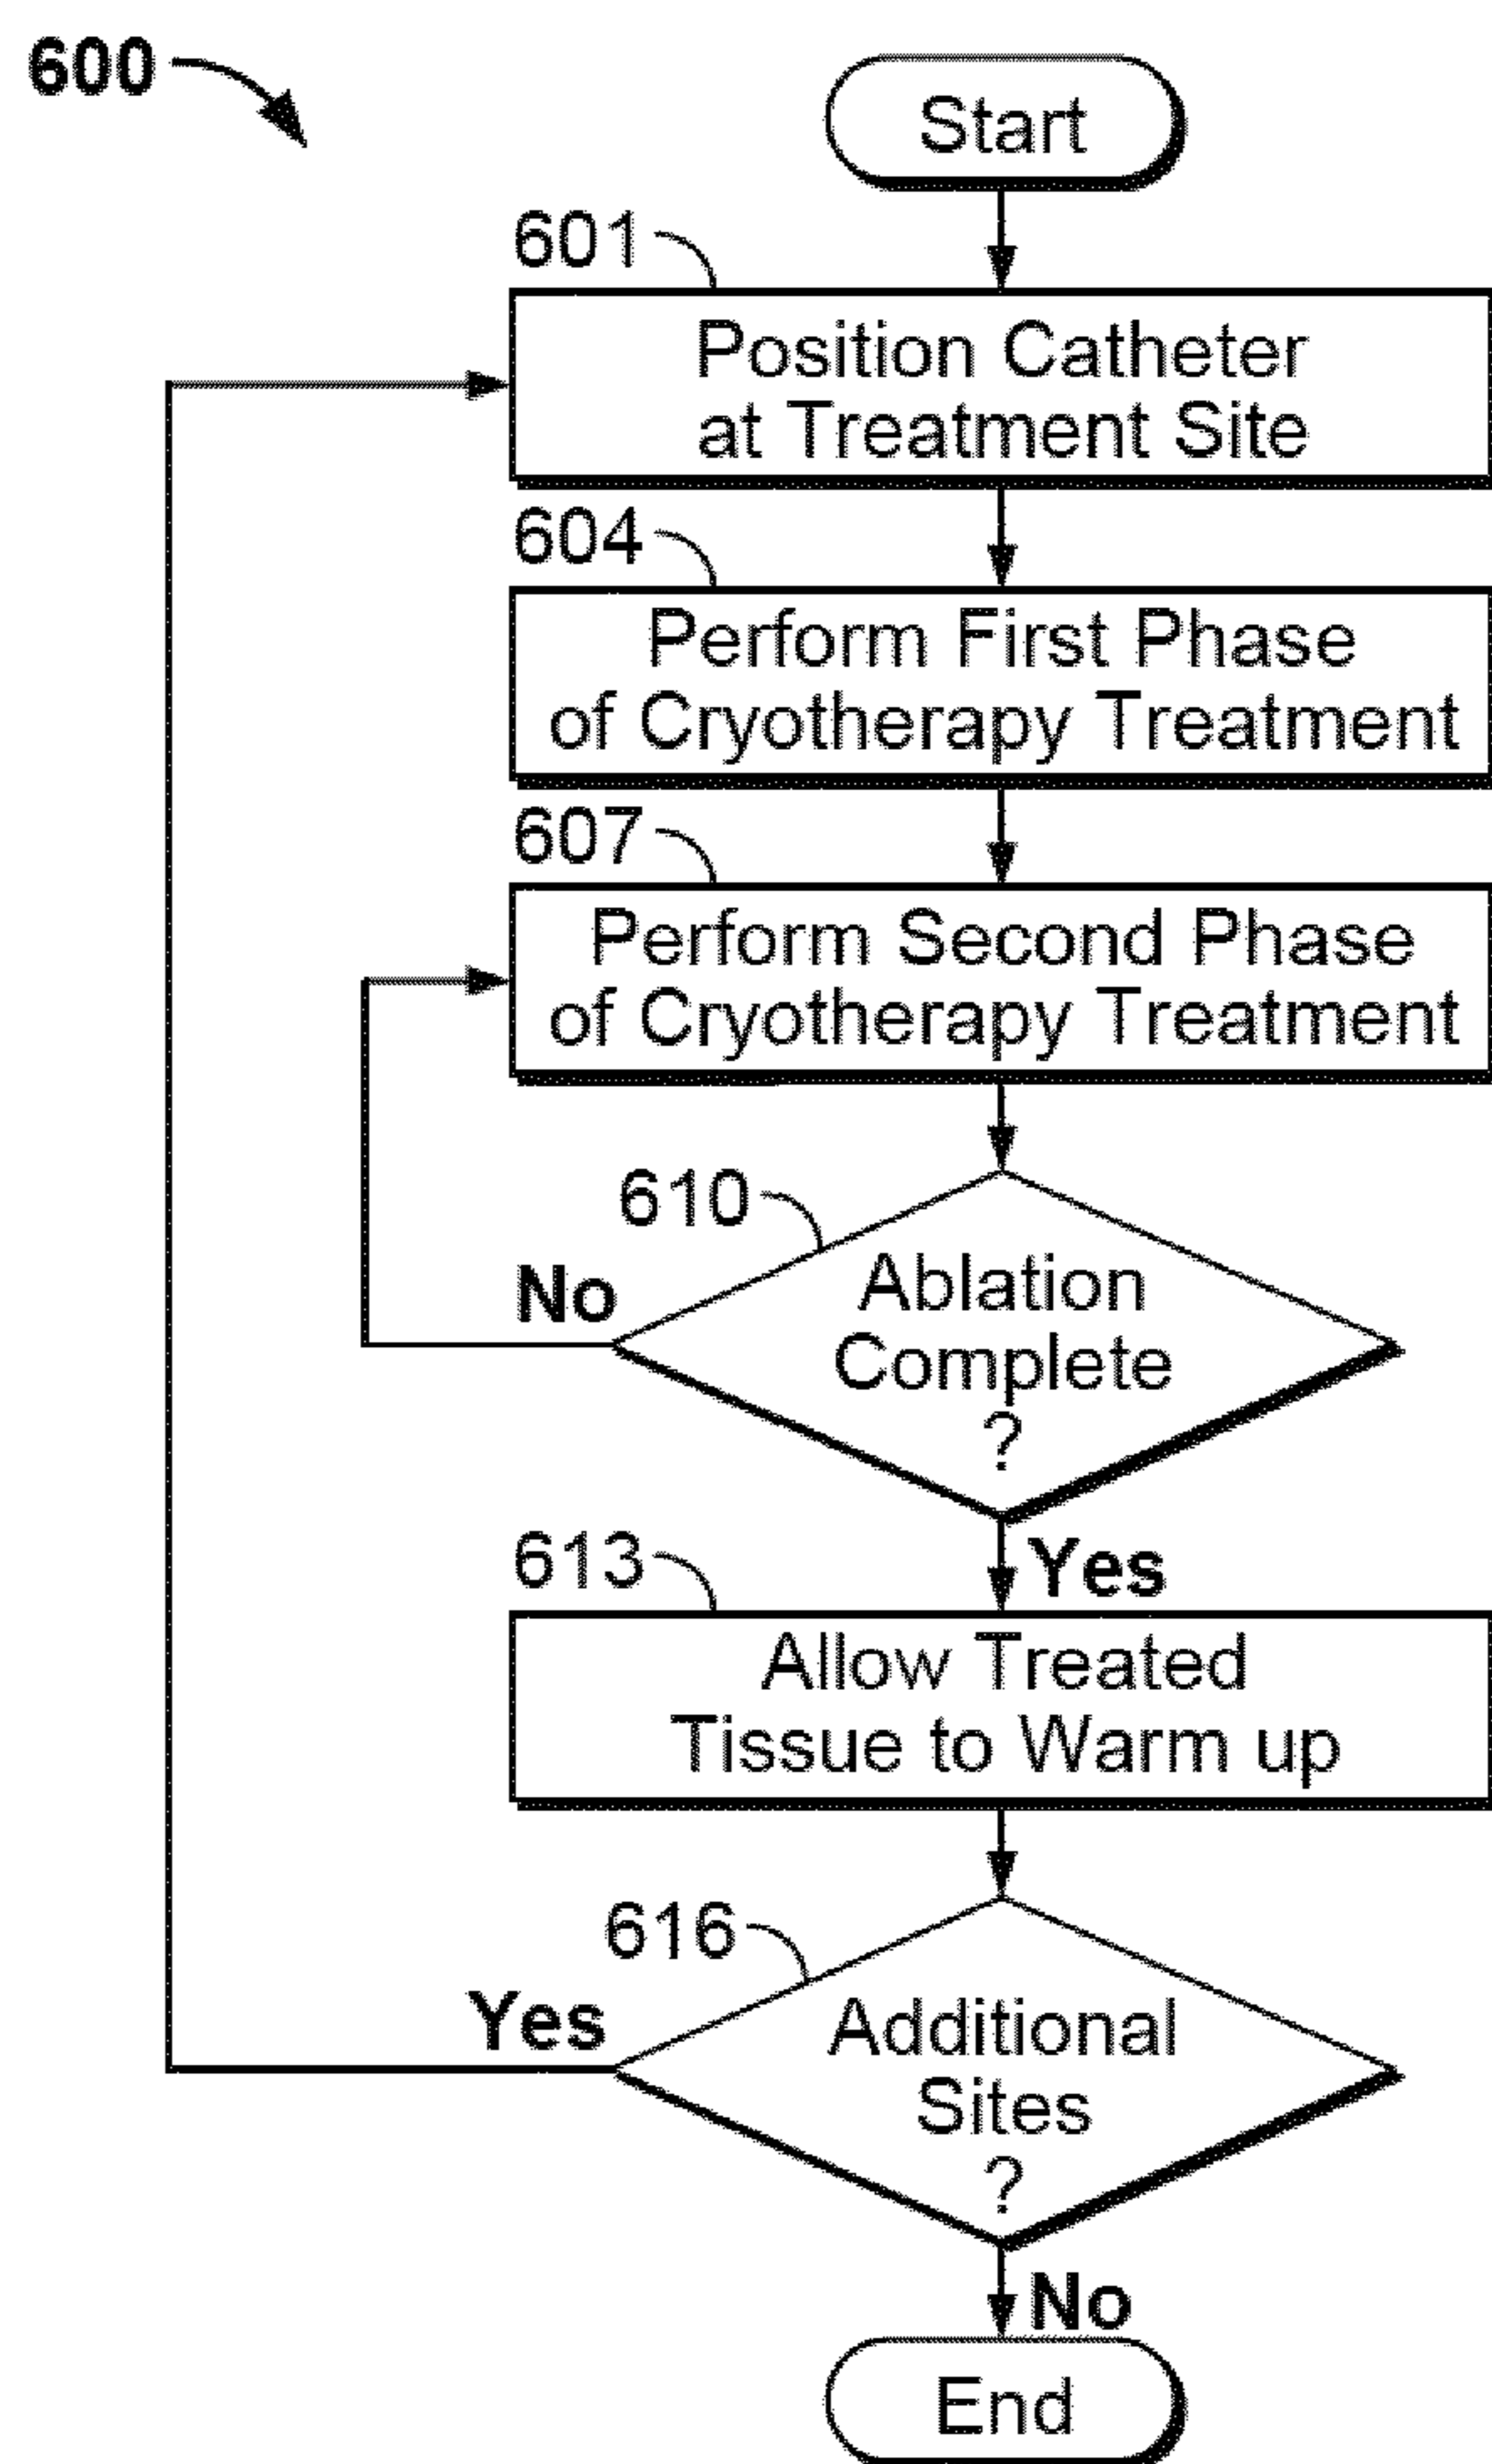 600
Start
601
Position Catheter
at Treatment Site
604
Perform First Phase
of Cryotherapy Treatment
607
Perform Second Phase
of Cryotherapy Treatment
610
No
Ablation
Complete
?
Yes
613
Allow Treated
Tissue to Warm up
616
Yes
Additional
Sites
?
No
End